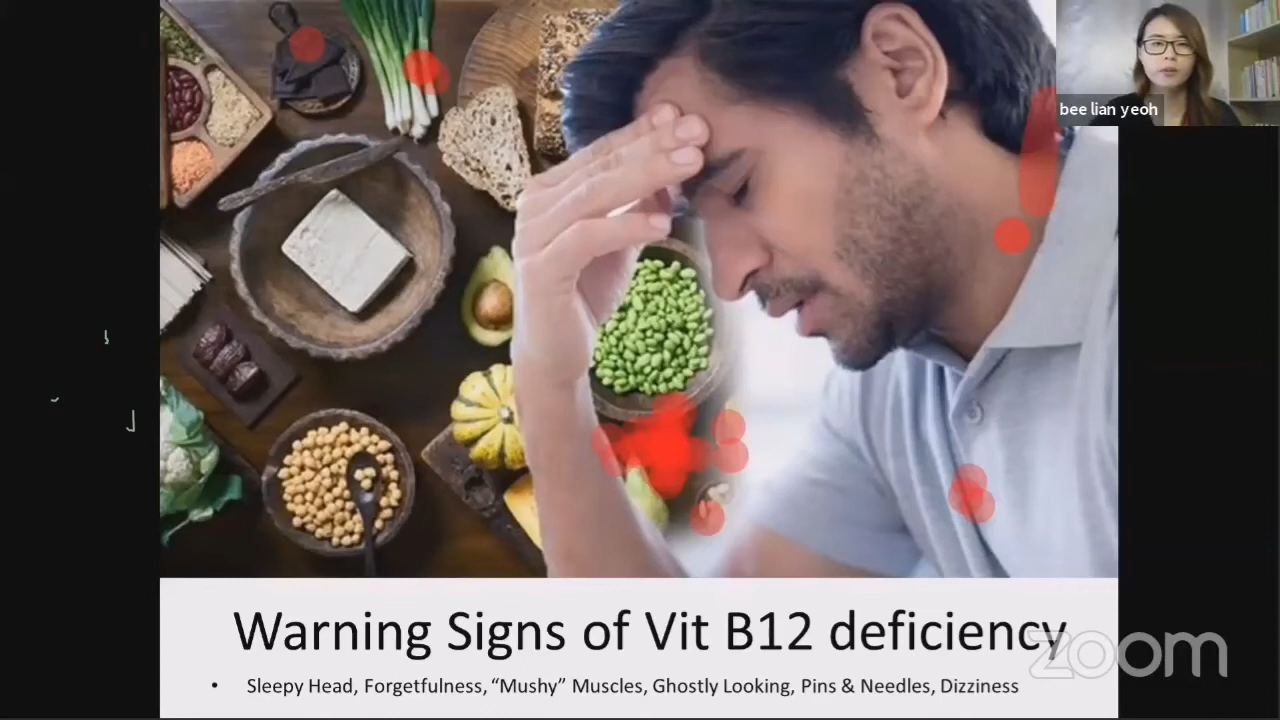 bee lian yeoh
Warning Signs of Vit B12 deficiency
zoom
• Sleepy Head, Forgetfulness, “Mushy” Muscles, Ghostly Looking, Pins & Needles, Dizziness